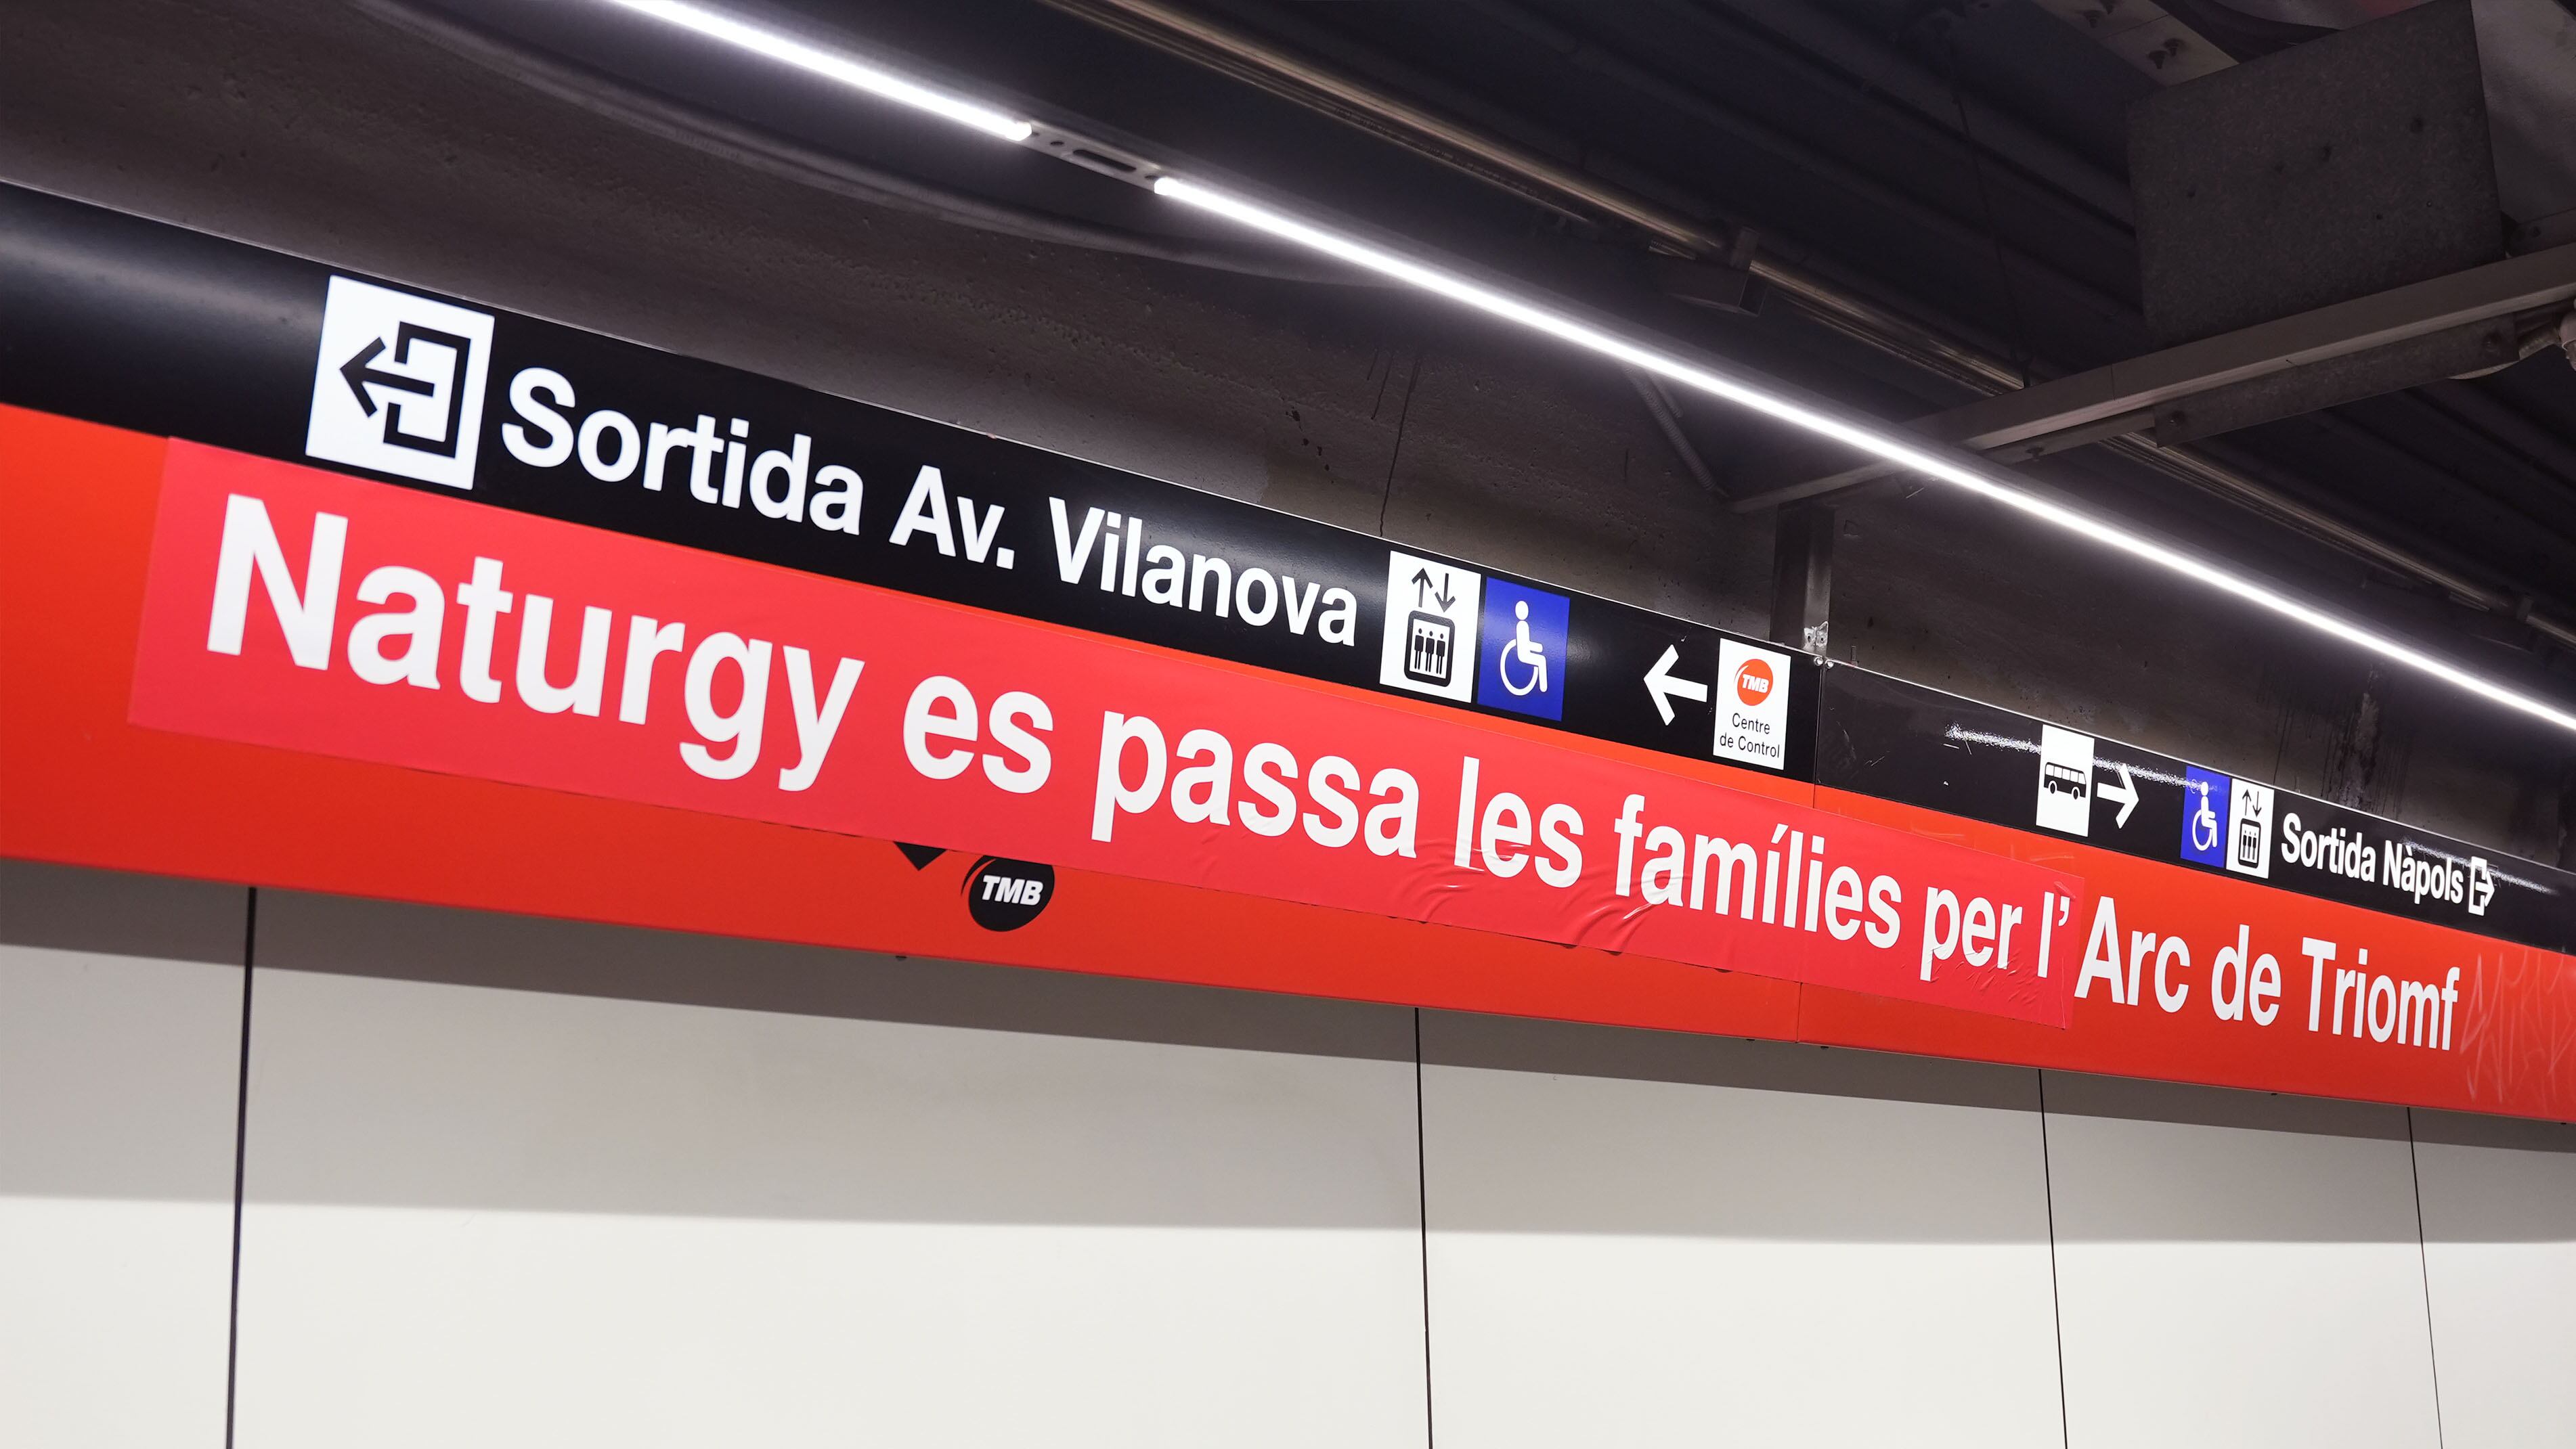 Sortida Av. Vilanova
TMB
Centre
de Control
Sortida Nàpols
Naturgy es passa les famílies per l' Arc de Triomf
TMB